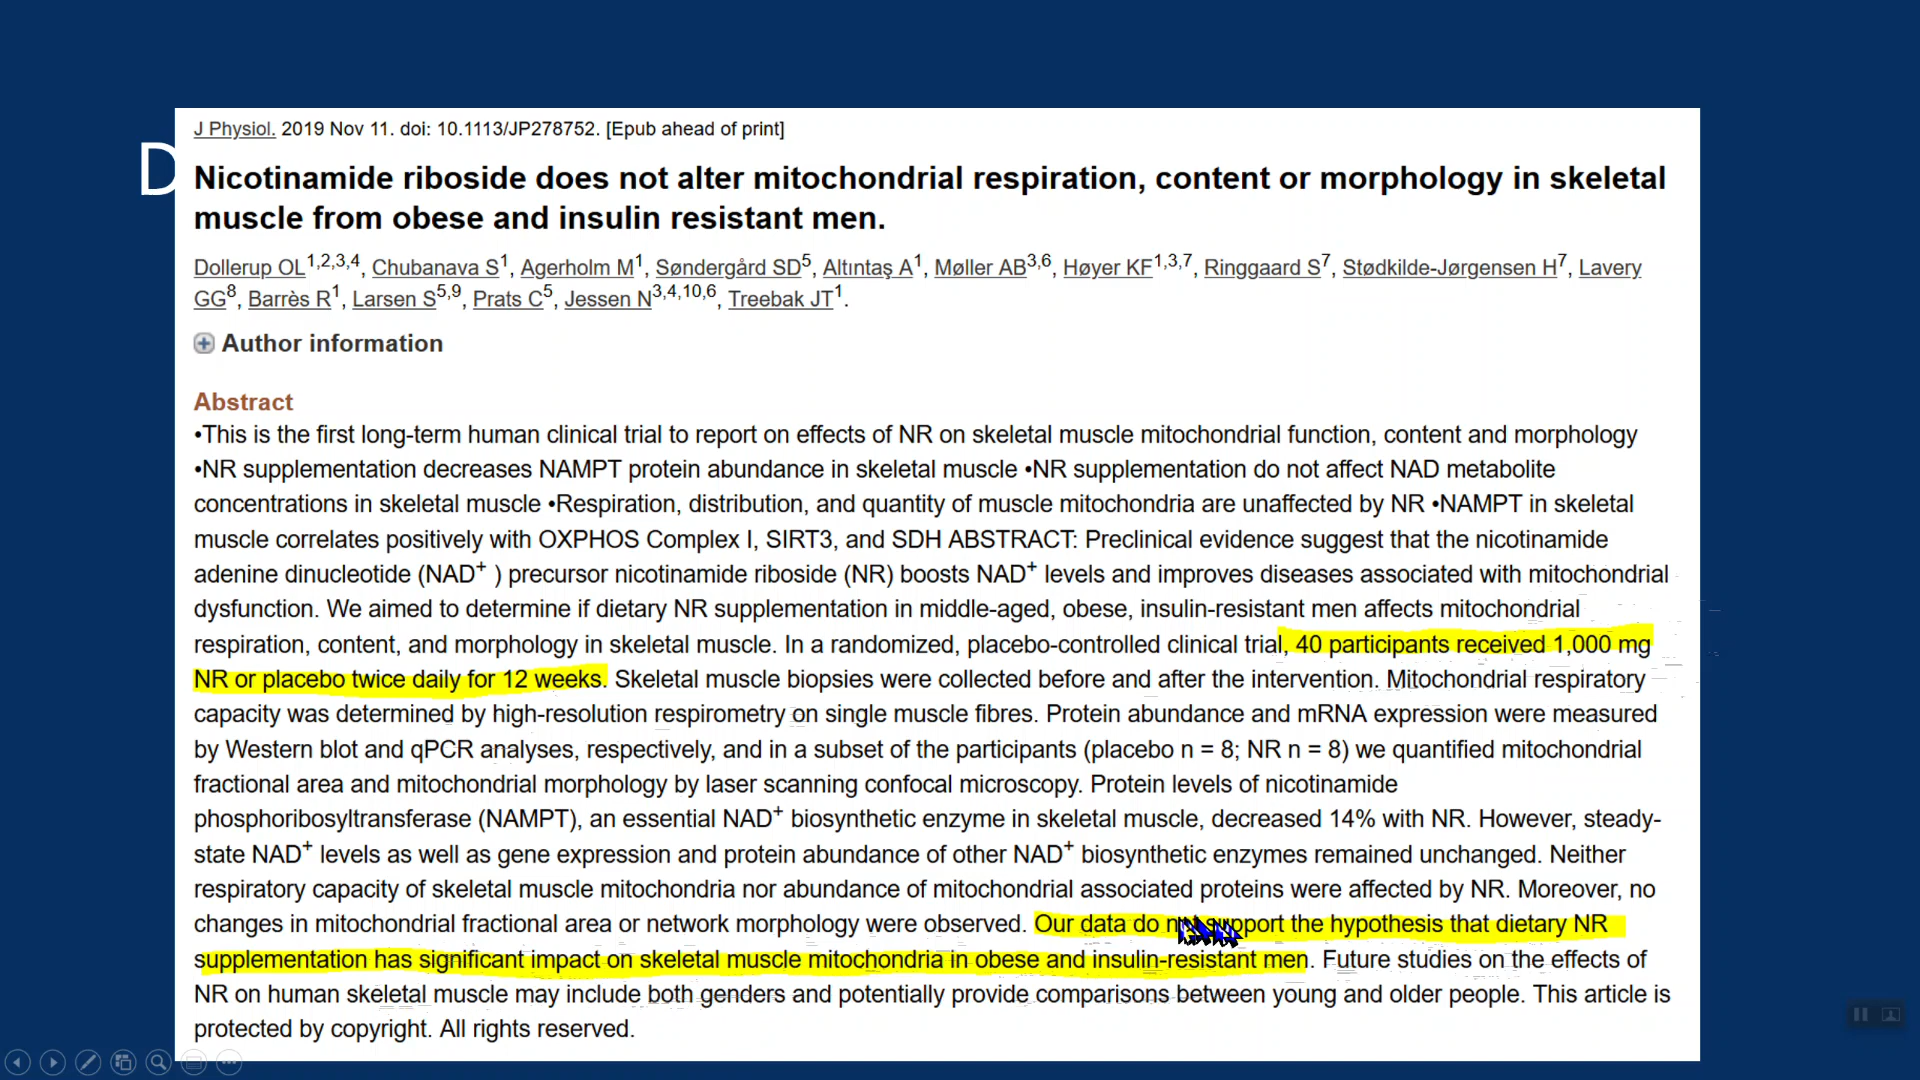 J Physiol. 2019 Nov 11. doi: 10.1113/JP278752. [Epub ahead of print]
D
Nicotinamide riboside does not alter mitochondrial respiration, content or morphology in skeletal
muscle from obese and insulin resistant men.
Dollerup OL1,2,3,4, Chubanava S1, Agerholm M1, Søndergård SD5, Altıntaş A1, Møller AB3,6, Høyer KF1,3,7, Ringgaard S7, Stødkilde-Jørgensen H7, Lavery
GG8, Barrès R1, Larsen S5,9, Prats C5, Jessen N3,4,10,6, Treebak JT1.
Author information
Abstract
•This is the first long-term human clinical trial to report on effects of NR on skeletal muscle mitochondrial function, content and morphology
•NR supplementation decreases NAMPT protein abundance in skeletal muscle •NR supplementation do not affect NAD metabolite
concentrations in skeletal muscle •Respiration, distribution, and quantity of muscle mitochondria are unaffected by NR •NAMPT in skeletal
muscle correlates positively with OXPHOS Complex I, SIRT3, and SDH ABSTRACT: Preclinical evidence suggest that the nicotinamide
adenine dinucleotide (NAD+ ) precursor nicotinamide riboside (NR) boosts NAD+ levels and improves diseases associated with mitochondrial
dysfunction. We aimed to determine if dietary NR supplementation in middle-aged, obese, insulin-resistant men affects mitochondrial
respiration, content, and morphology in skeletal muscle. In a randomized, placebo-controlled clinical trial, 40 participants received 1,000 mg
NR or placebo twice daily for 12 weeks. Skeletal muscle biopsies were collected before and after the intervention. Mitochondrial respiratory
capacity was determined by high-resolution respirometry on single muscle fibres. Protein abundance and mRNA expression were measured
by Western blot and qPCR analyses, respectively, and in a subset of the participants (placebo n = 8; NR n = 8) we quantified mitochondrial
fractional area and mitochondrial morphology by laser scanning confocal microscopy. Protein levels of nicotinamide
phosphoribosyltransferase (NAMPT), an essential NAD+ biosynthetic enzyme in skeletal muscle, decreased 14% with NR. However, steady-
state NAD+ levels as well as gene expression and protein abundance of other NAD+ biosynthetic enzymes remained unchanged. Neither
respiratory capacity of skeletal muscle mitochondria nor abundance of mitochondrial associated proteins were affected by NR. Moreover, no
changes in mitochondrial fractional area or network morphology were observed. Our data do not support the hypothesis that dietary NR
supplementation has significant impact on skeletal muscle mitochondria in obese and insulin-resistant men. Future studies on the effects of
NR on human skeletal muscle may include both genders and potentially provide comparisons between young and older people. This article is
protected by copyright. All rights reserved.